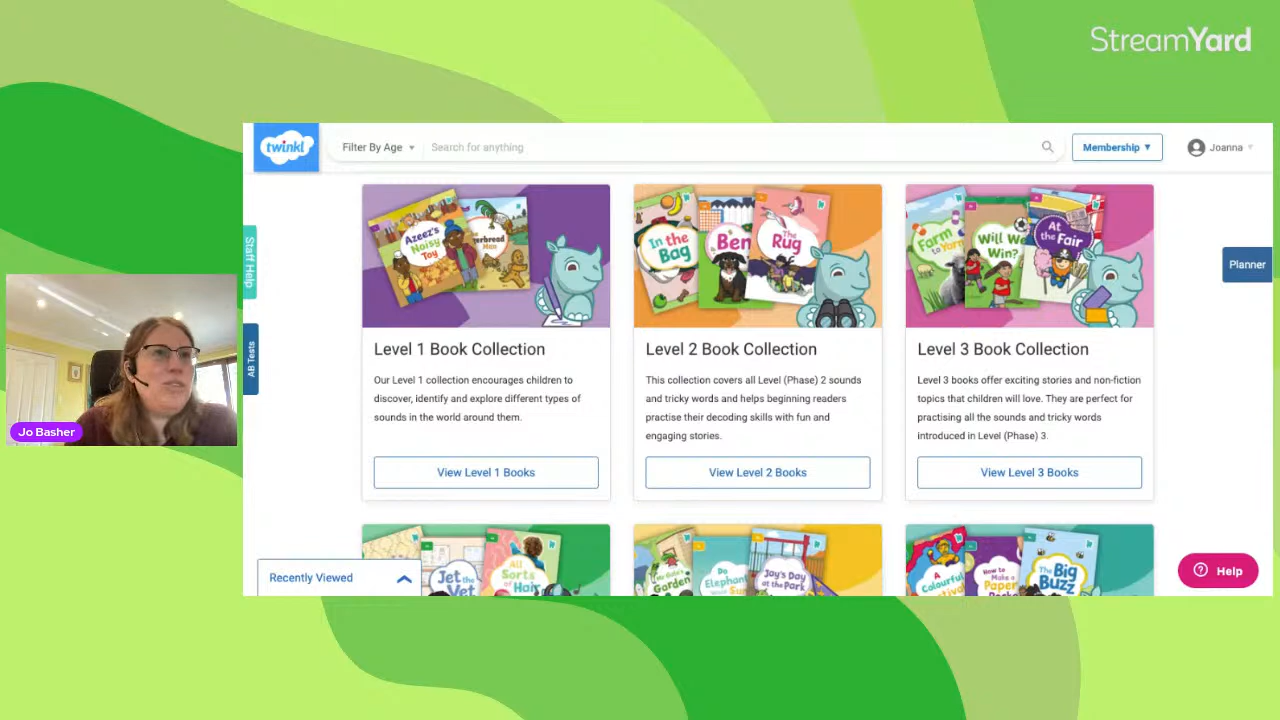 StreamYard
twinkl
Filter By Age
Search for anything
Membership
Joanna
Staff Help
AB Tests
Planner
Azeez's
Noisy
Toy
In the
Bag
Ben
The
Rug
Farm to
Will We
Win?
At
the Fair
Level 1 Book Collection
Our Level 1 collection encourages children to
discover, identify and explore different types of
sounds in the world around them.
View Level 1 Books
Level 2 Book Collection
This collection covers all Level (Phase) 2 sounds
and tricky words and helps beginning readers
practise their decoding skills with fun and
engaging stories.
View Level 2 Books
Level 3 Book Collection
Level 3 books offer exciting stories and non-fiction
topics that children will love. They are perfect for
practising all the sounds and tricky words
introduced in Level (Phase) 3.
View Level 3 Books
Jo Basher
Jet the
Vet
All
Sorts of
Hair
Garden
Do
Jay's Day
at the Park
A
How to
Make a
Paper
The Big
Buzz
Recently Viewed
Help